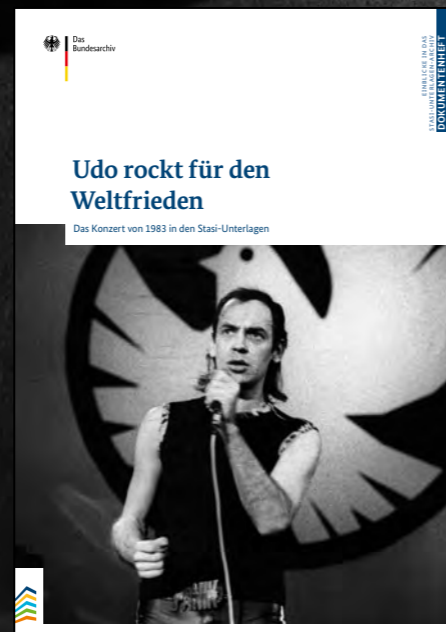 Das
Bundesarchiv
EINBLICKE IN DAS
STASI-UNTERLAGEN-ARCHIV
DOKUMENTENHEFT
Udo rockt für den
Weltfrieden
Das Konzert von 1983 in den Stasi-Unterlagen